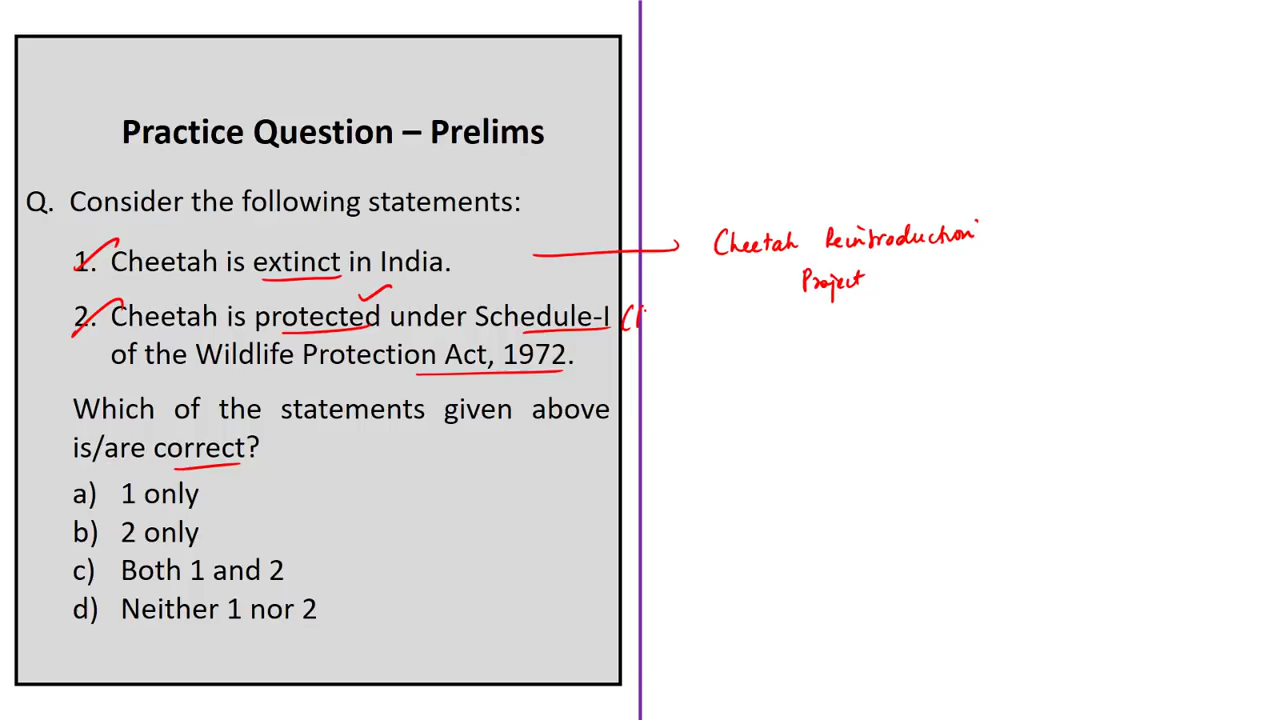 Practice Question – Prelims
Q. Consider the following statements:
1. Cheetah is extinct in India.
Cheetah Reintroduction
Project
2. Cheetah is protected under Schedule-I
of the Wildlife Protection Act, 1972.
Which of the statements given above
is/are correct?
a) 1 only
b) 2 only
c) Both 1 and 2
d) Neither 1 nor 2